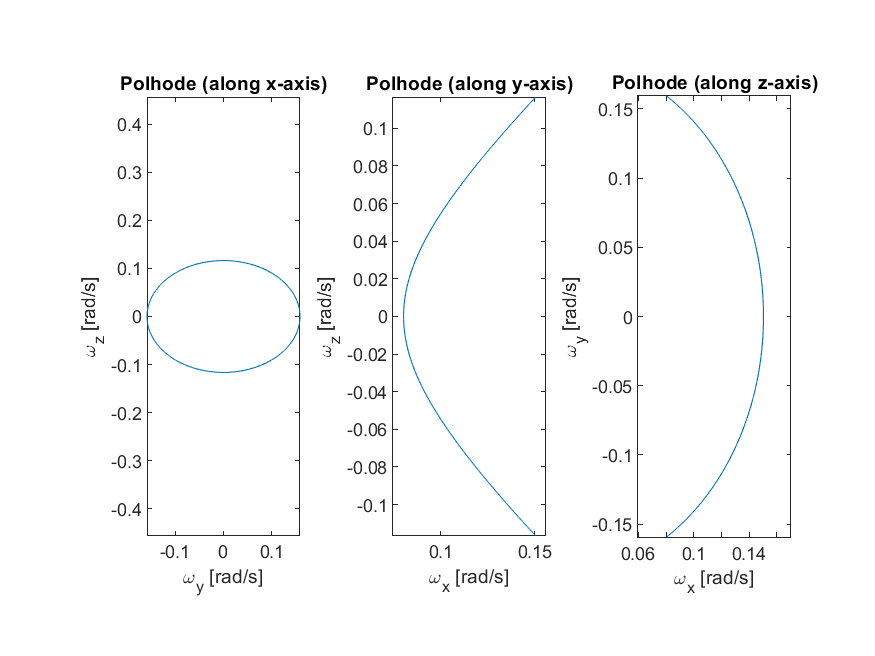 Polhode (along x-axis)
0.4
0.3
0.2
0.1
0
-0.1
-0.2
-0.3
-0.4
-0.1 0 0.1
ω_z [rad/s]
ω_y [rad/s]
Polhode (along y-axis)
0.1
0.08
0.06
0.04
0.02
0
-0.02
-0.04
-0.06
-0.08
-0.1
0.1 0.15
ω_z [rad/s]
ω_x [rad/s]
Polhode (along z-axis)
0.15
0.1
0.05
0
-0.05
-0.1
-0.15
0.06 0.1 0.14
ω_y [rad/s]
ω_x [rad/s]